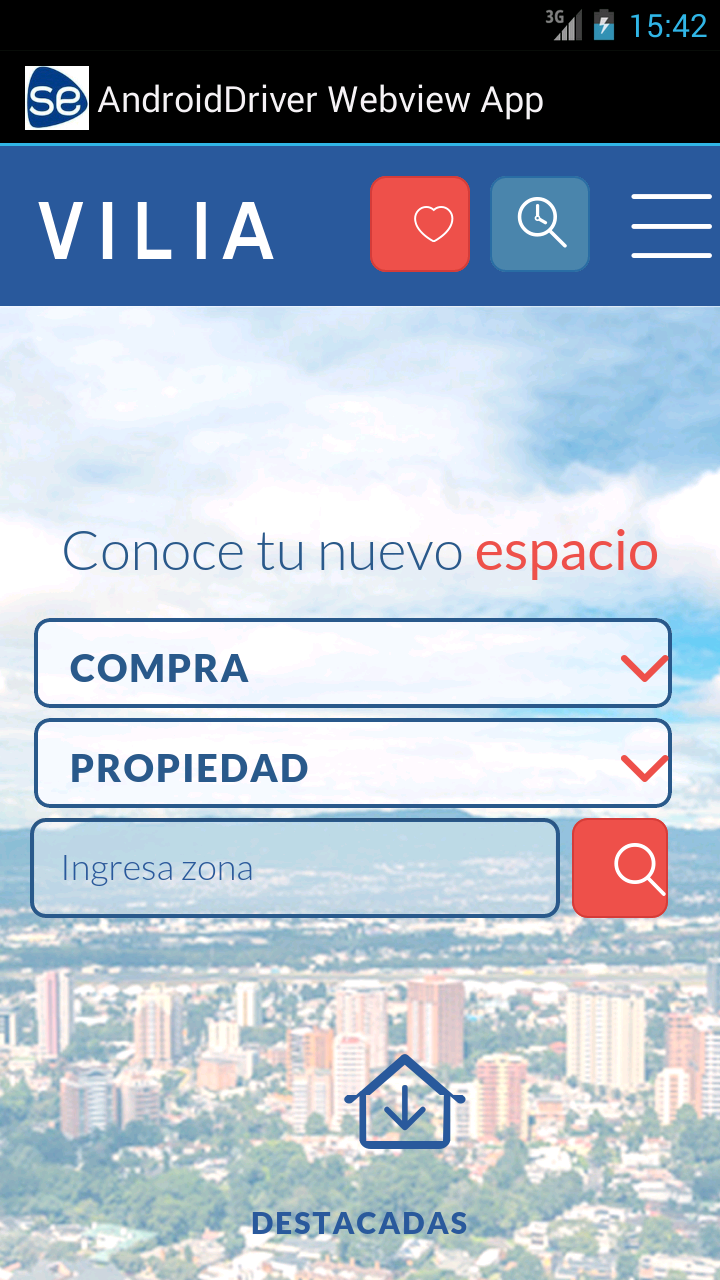 3G 15:42
se AndroidDriver Webview App
VILIA
Conoce tu nuevo espacio
COMPRA
PROPIEDAD
Ingresa zona
DESTACADAS